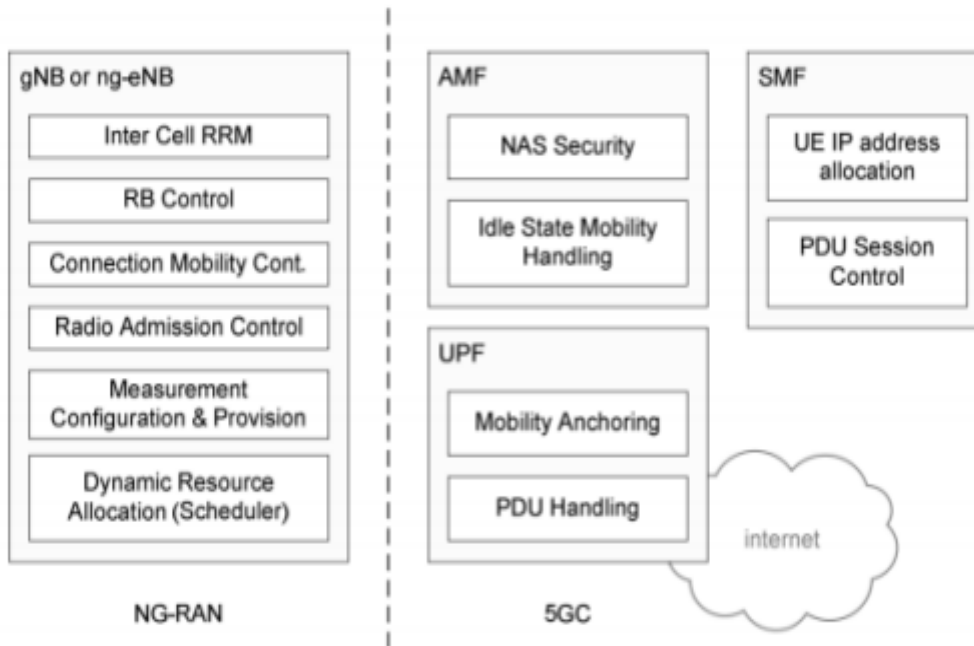 gNB or ng-eNB
Inter Cell RRM
RB Control
Connection Mobility Cont.
Radio Admission Control
Measurement
Configuration & Provision
Dynamic Resource
Allocation (Scheduler)
NG-RAN
AMF
NAS Security
Idle State Mobility
Handling
SMF
UE IP address
allocation
PDU Session
Control
UPF
Mobility Anchoring
PDU Handling
internet
5GC